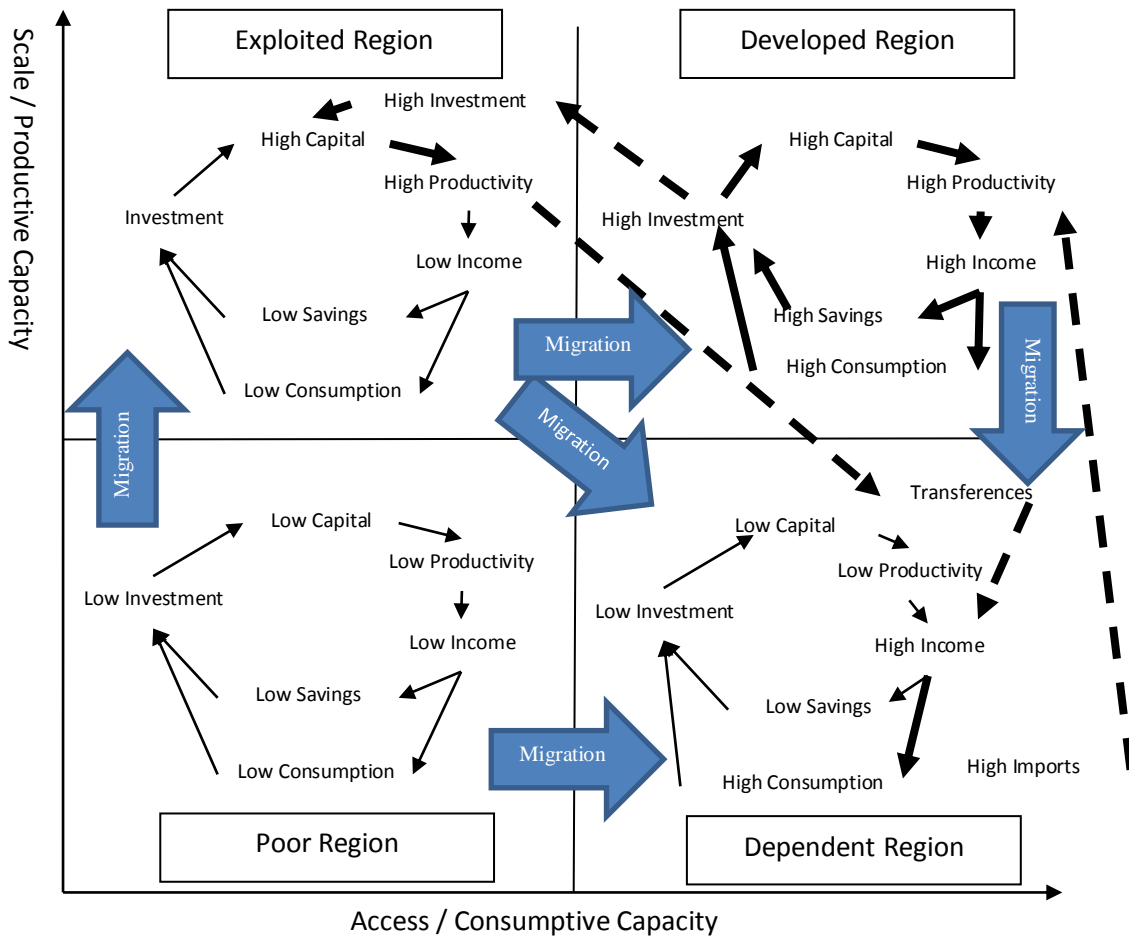 Scale / Productive Capacity
Exploited Region
High Investment
High Capital
High Productivity
Investment
Low Income
Low Savings
Low Consumption
Developed Region
High Capital
High Productivity
High Investment
High Income
High Savings
High Consumption
Migration
Migration
Migration
Migration
Low Capital
Low Productivity
Low Investment
Low Income
Low Savings
Low Consumption
Poor Region
Migration
Transferences
Low Capital
Low Productivity
Low Investment
High Income
Low Savings
High Consumption
High Imports
Dependent Region
Access / Consumptive Capacity